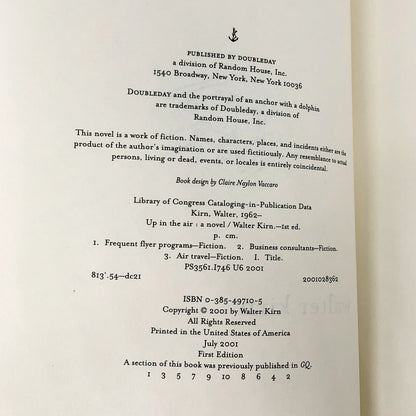 PUBLISHED BY DOUBLEDAY
a division of Random House, Inc.
1540 Broadway, New York, New York 10036
DOUBLEDAY and the portrayal of an anchor with a dolphin
are trademarks of Doubleday, a division of
Random House, Inc.
This novel is a work of fiction. Names, characters, places, and incidents either are the
product of the author's imagination or are used fictitiously. Any resemblance to actual
persons, living or dead, events, or locales is entirely coincidental.
Book design by Claire Naylon Vaccaro
Library of Congress Cataloging-in-Publication Data
Kirn, Walter, 1962–
Up in the air : a novel / Walter Kirn.—1st ed.
p. cm.
1. Frequent flyer programs—Fiction. 2. Business consultants—Fiction.
3. Air travel—Fiction. I. Title.
PS3561.I746 U6 2001
813'.54—dc21 2001028362
ISBN 0-385-49710-5
Copyright © 2001 by Walter Kirn
All Rights Reserved
Printed in the United States of America
July 2001
First Edition
A section of this book was previously published in GQ.
1 3 5 7 9 10 8 6 4 2